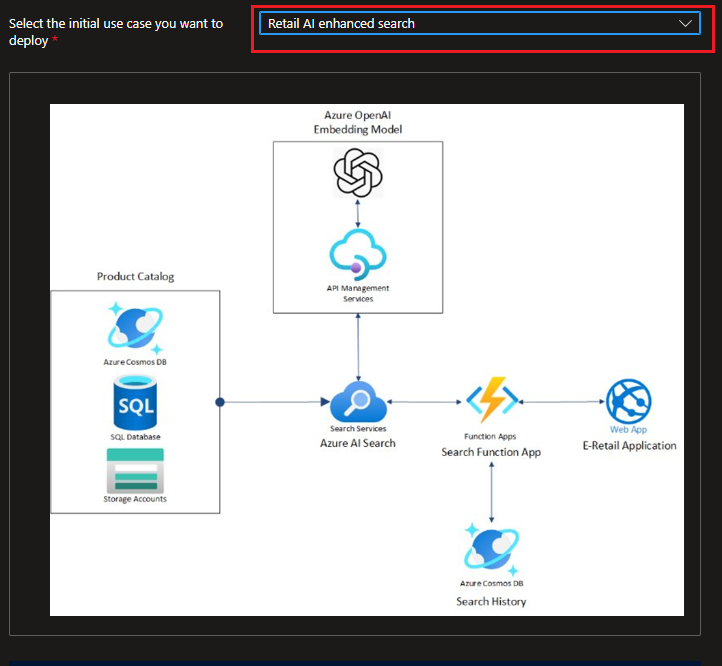 Select the initial use case you want to
deploy *
Retail AI enhanced search
Azure OpenAI
Embedding Model
API Management
Services
Product Catalog
Azure Cosmos DB
SQL
SQL Database
Storage Accounts
Search Services
Azure AI Search
Function Apps
Search Function App
Web App
E-Retail Application
Azure Cosmos DB
Search History